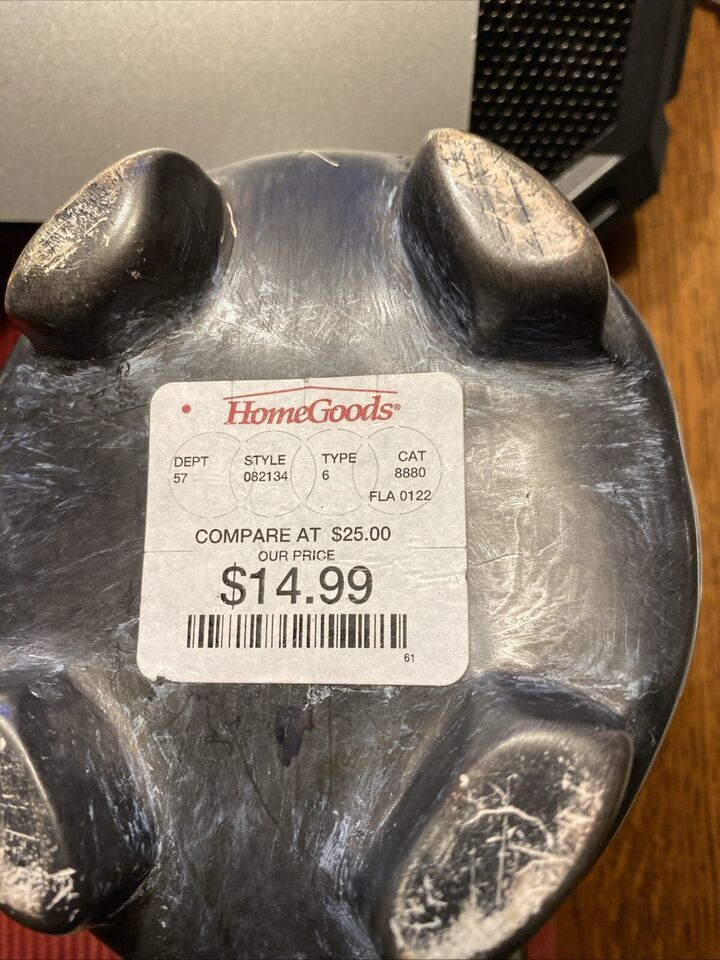 HomeGoods®
DEPT STYLE TYPE CAT
57 082134 6 8880
FLA 0122
COMPARE AT $25.00
OUR PRICE
$14.99
61